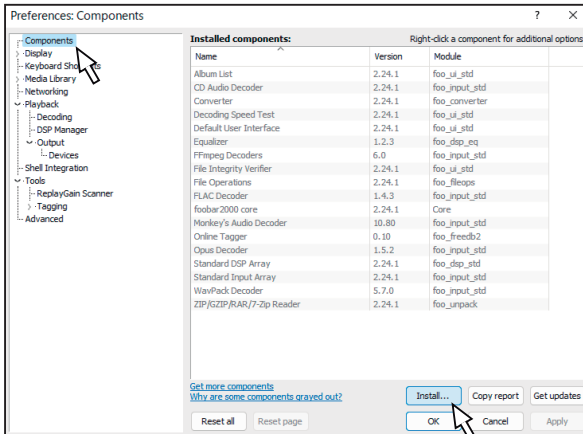 Preferences: Components
? ×
Components
Display
Keyboard Shortcuts
Media Library
Networking
Playback
Decoding
DSP Manager
Output
Devices
Shell Integration
Tools
ReplayGain Scanner
Tagging
Advanced
Installed components: Right-click a component for additional options
Name Version Module
Album List 2.24.1 foo_ui_std
CD Audio Decoder 2.24.1 foo_input_std
Converter 2.24.1 foo_converter
Decoding Speed Test 2.24.1 foo_ui_std
Default User Interface 2.24.1 foo_ui_std
Equalizer 1.2.3 foo_dsp_eq
FFmpeg Decoders 6.0 foo_input_std
File Integrity Verifier 2.24.1 foo_ui_std
File Operations 2.24.1 foo_fileops
FLAC Decoder 1.4.3 foo_input_std
foobar2000 core 2.24.1 Core
Monkey's Audio Decoder 10.80 foo_input_std
Online Tagger 0.10 foo_freedb2
Opus Decoder 1.5.2 foo_input_std
Standard DSP Array 2.24.1 foo_dsp_std
Standard Input Array 2.24.1 foo_input_std
WavPack Decoder 5.7.0 foo_input_std
ZIP/GZIP/RAR/7-Zip Reader 2.24.1 foo_unpack
Get more components
Why are some components grayed out?
Install... Copy report Get updates
Reset all Reset page OK Cancel Apply